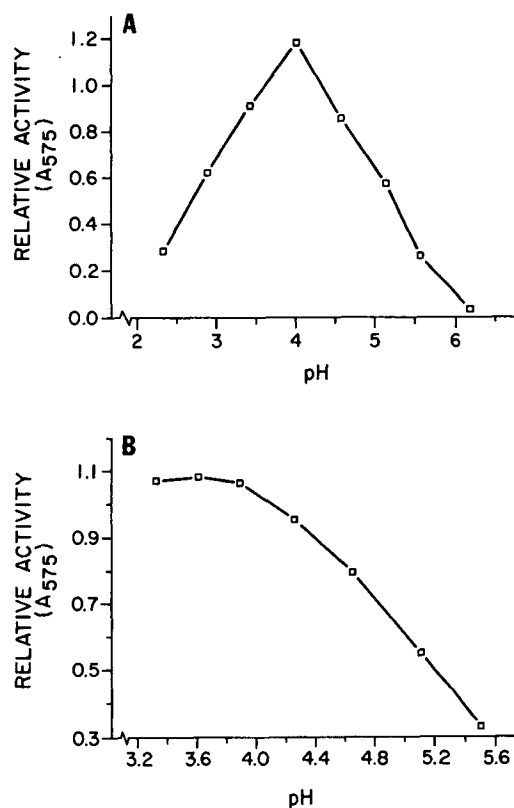 A
RELATIVE ACTIVITY
(A575)
1.2
1.0
0.8
0.6
0.4
0.2
0.0
2 3 4 5 6
pH
B
RELATIVE ACTIVITY
(A575)
1.1
0.9
0.7
0.5
0.3
3.2 3.6 4.0 4.4 4.8 5.2 5.6
pH